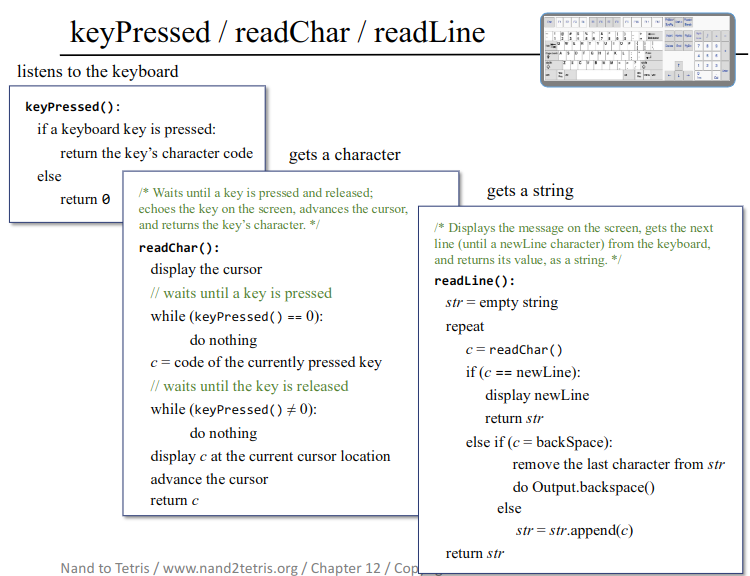 keyPressed / readChar / readLine
listens to the keyboard
keyPressed():
if a keyboard key is pressed:
return the key’s character code
else
return 0
gets a character
/* Waits until a key is pressed and released;
echoes the key on the screen, advances the cursor,
and returns the key’s character. */
readChar():
display the cursor
// waits until a key is pressed
while (keyPressed() == 0):
do nothing
c = code of the currently pressed key
// waits until the key is released
while (keyPressed() ≠ 0):
do nothing
display c at the current cursor location
advance the cursor
return c
gets a string
/* Displays the message on the screen, gets the next
line (until a newLine character) from the keyboard,
and returns its value, as a string. */
readLine():
str = empty string
repeat
c = readChar()
if (c == newLine):
display newLine
return str
else if (c = backSpace):
remove the last character from str
do Output.backspace()
else
str = str.append(c)
return str
Nand to Tetris / www.nand2tetris.org / Chapter 12 /